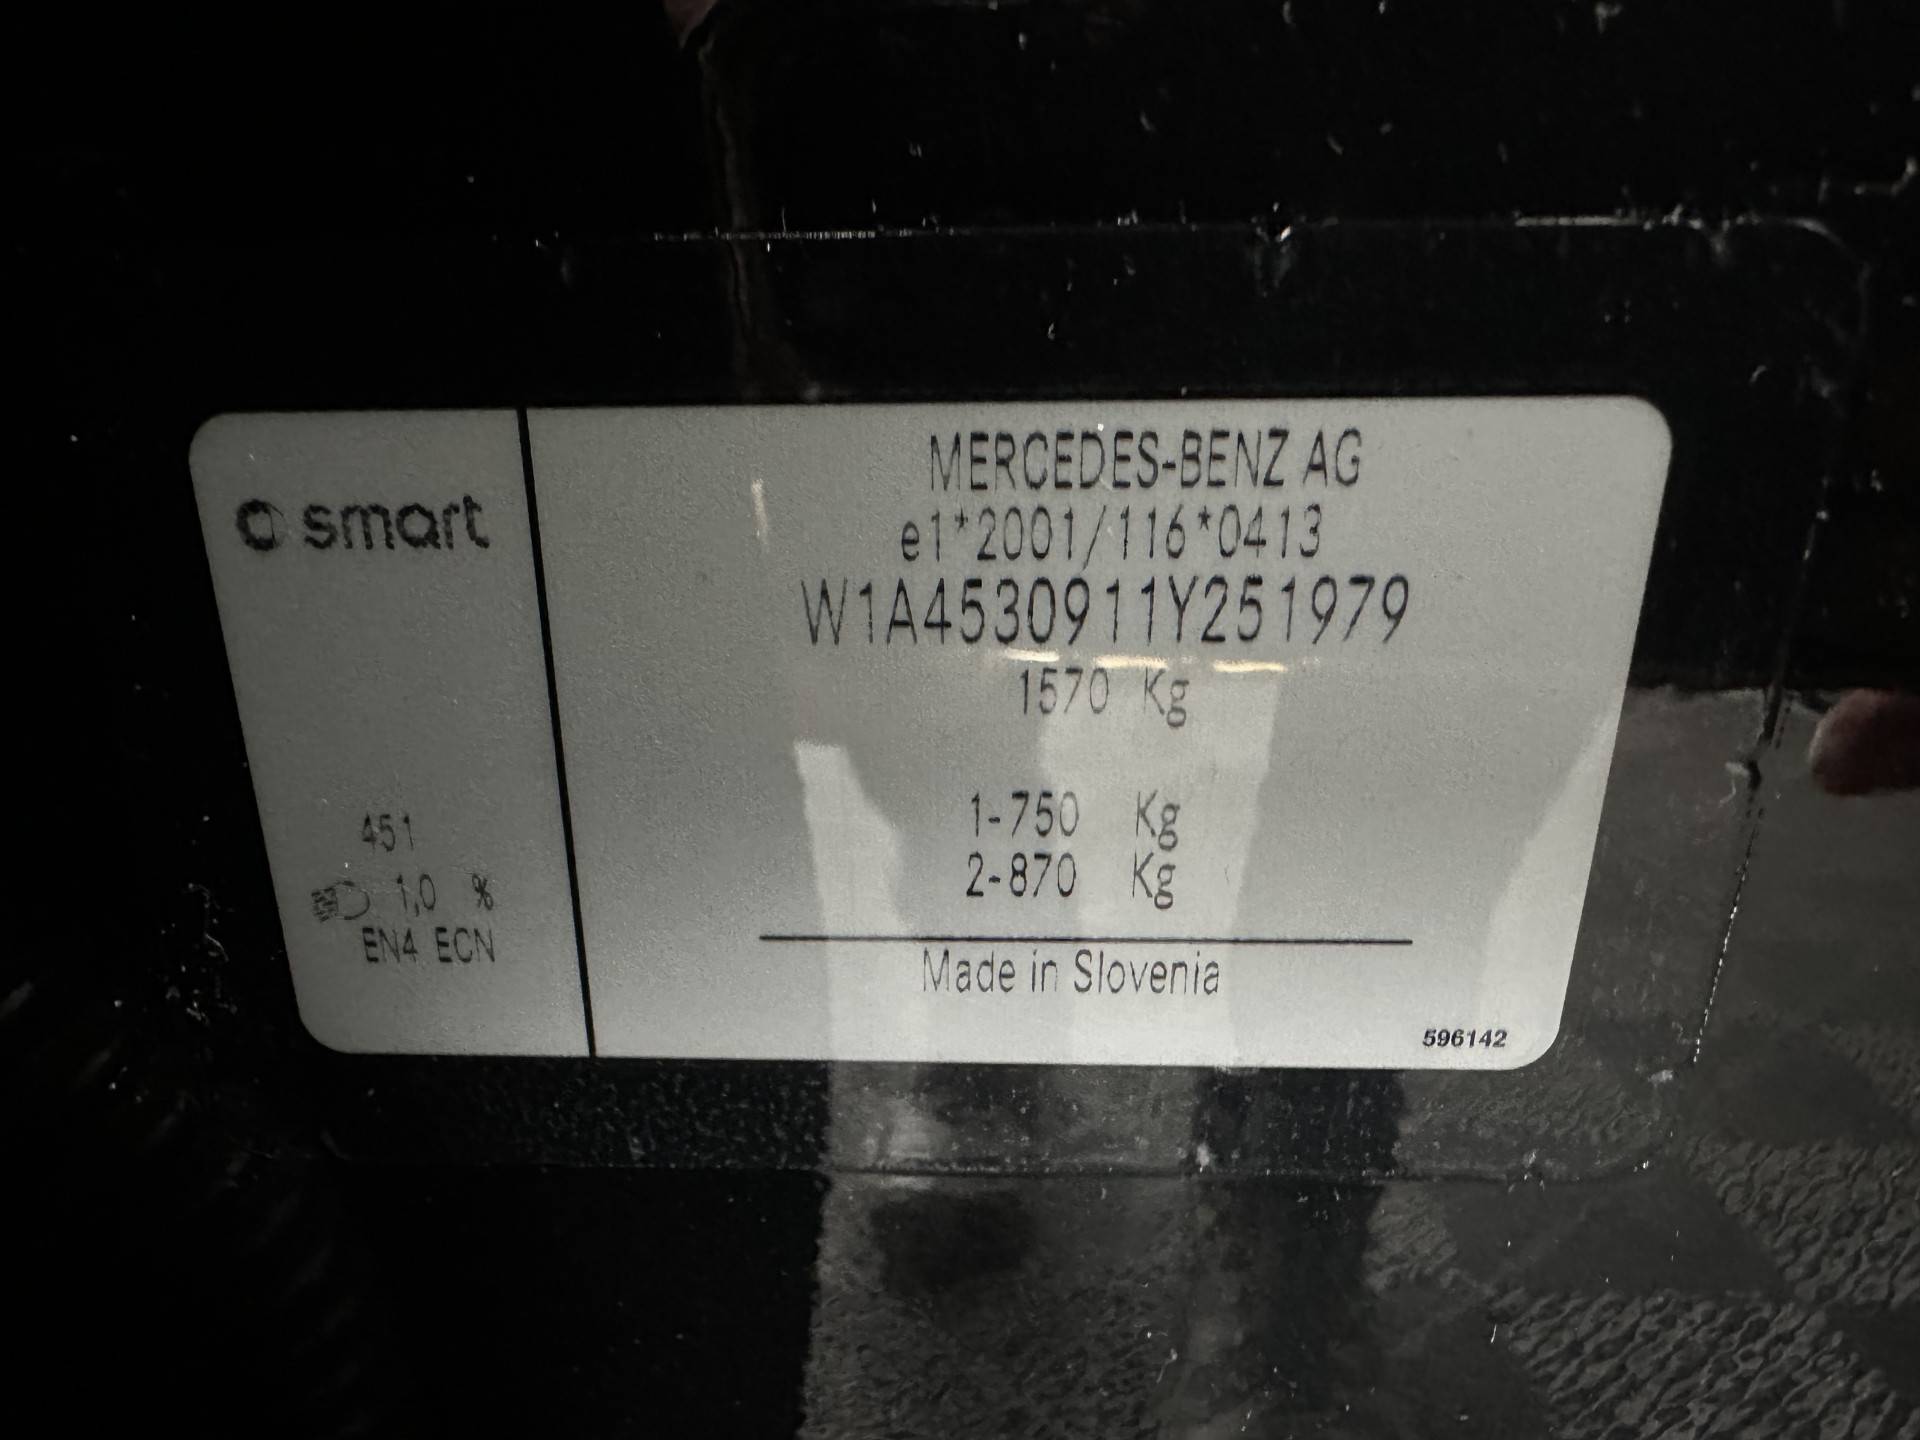 smart
451
1,0 %
EN4 ECN
MERCEDES-BENZ AG
e1*2001/116*0413
W1A4530911Y251979
1570 Kg
1-750 Kg
2-870 Kg
Made in Slovenia
596142